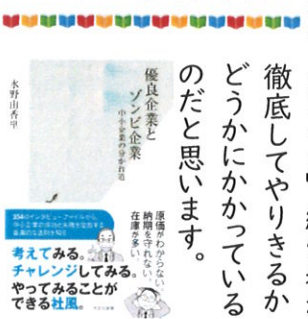 徹底してやりきるか
どうかにかかっている
のだと思います。
優良企業と
ゾンビ企業
中小企業の分かれ道
水野由香里
原価がわからない、
納期を守れない、
在庫が多い。
考えてみる。
チャレンジしてみる。
やってみることが
できる社風。